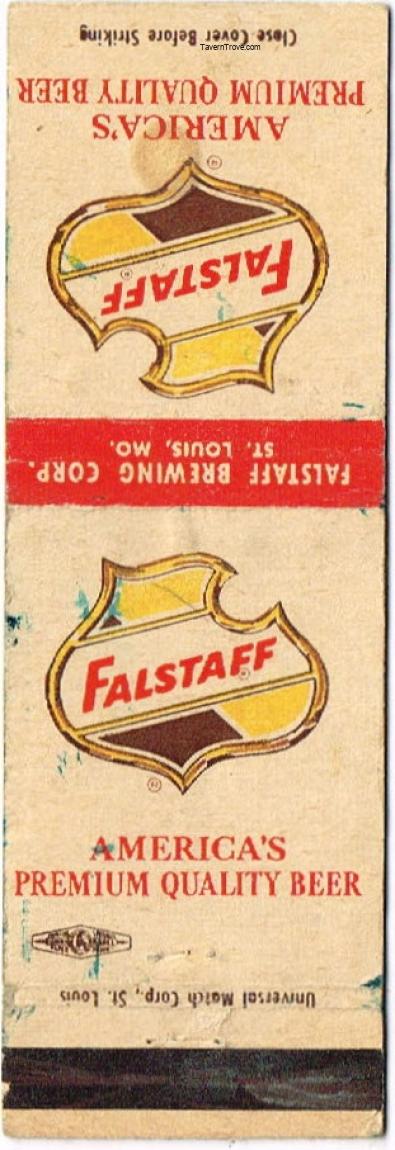 Close Cover Before Striking
TavernTrove.com
AMERICA'S
PREMIUM QUALITY BEER
®
FALSTAFF
®
FALSTAFF BREWING CORP.
ST. LOUIS, MO.
FALSTAFF
®
®
AMERICA'S
PREMIUM QUALITY BEER
Universal Match Corp., St. Louis